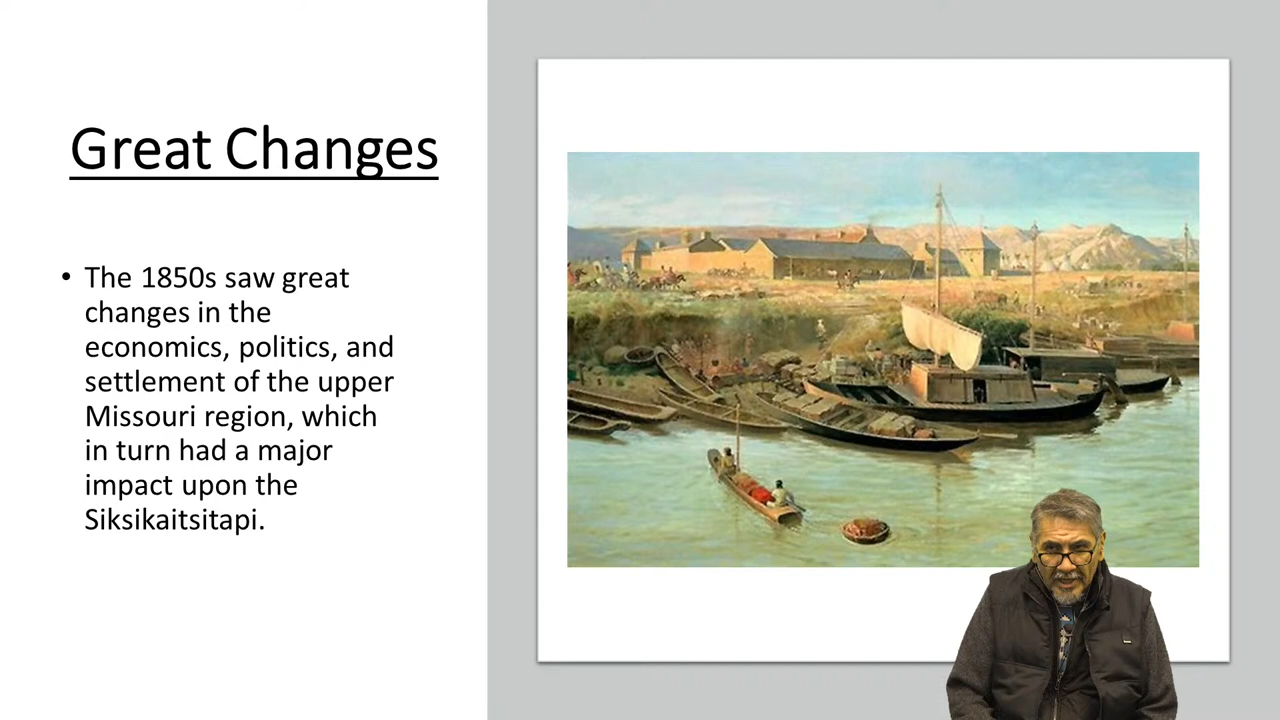 Great Changes
• The 1850s saw great
changes in the
economics, politics, and
settlement of the upper
Missouri region, which
in turn had a major
impact upon the
Siksikaitsitapi.